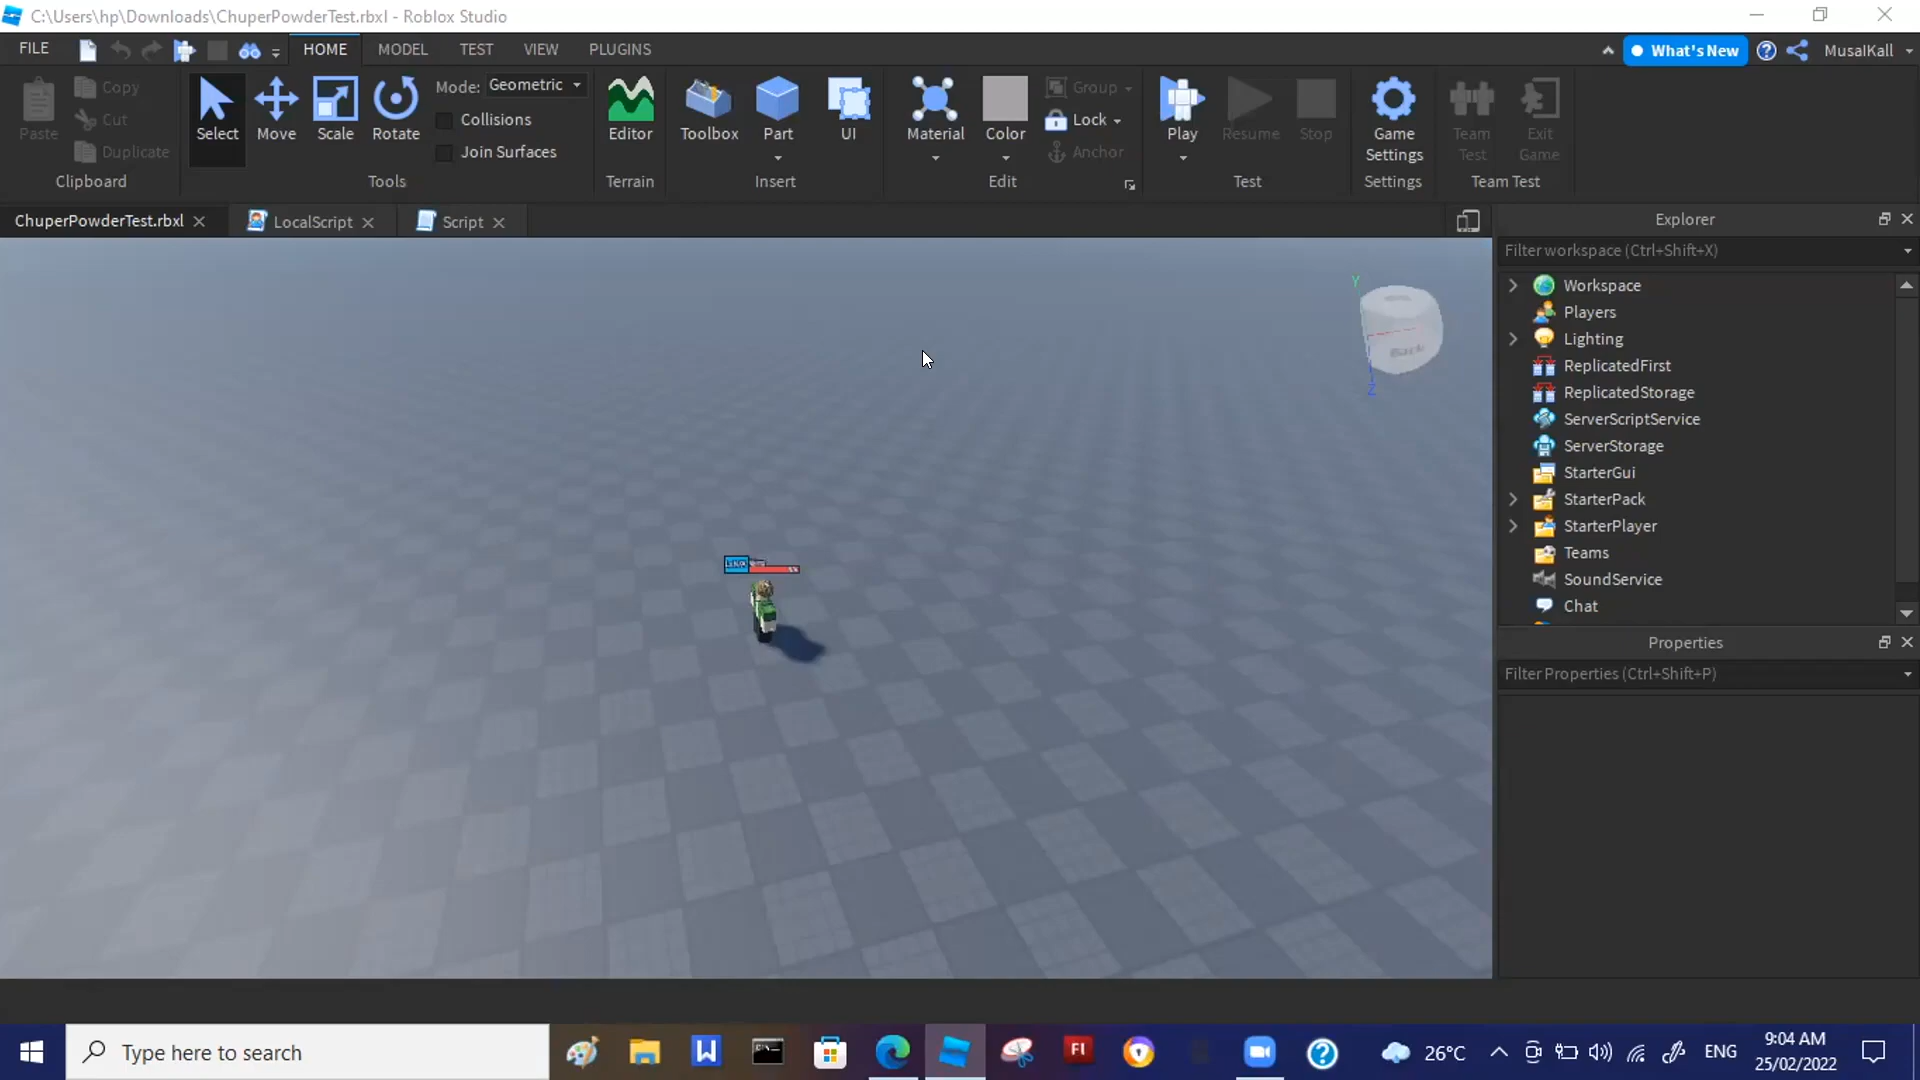 C:\Users\hp\Downloads\ChuperPowderTest.rbxl - Roblox Studio
FILE HOME MODEL TEST VIEW PLUGINS What's New MusaIKall
Paste Copy Cut Duplicate
Clipboard
Select Move Scale Rotate Mode: Geometric
Collisions
Join Surfaces
Tools
Editor
Terrain
Toolbox Part UI
Insert
Material Color Group
Lock
Anchor
Edit
Play Resume Stop
Test
Game Settings
Settings
Team Test Exit Game
Team Test
ChuperPowderTest.rbxl LocalScript Script
Y
Back
Z
Explorer
Filter workspace (Ctrl+Shift+X)
Workspace
Players
Lighting
ReplicatedFirst
ReplicatedStorage
ServerScriptService
ServerStorage
StarterGui
StarterPack
StarterPlayer
Teams
SoundService
Chat
Properties
Filter Properties (Ctrl+Shift+P)
Type here to search
W
FI
26°C
ENG
9:04 AM
25/02/2022